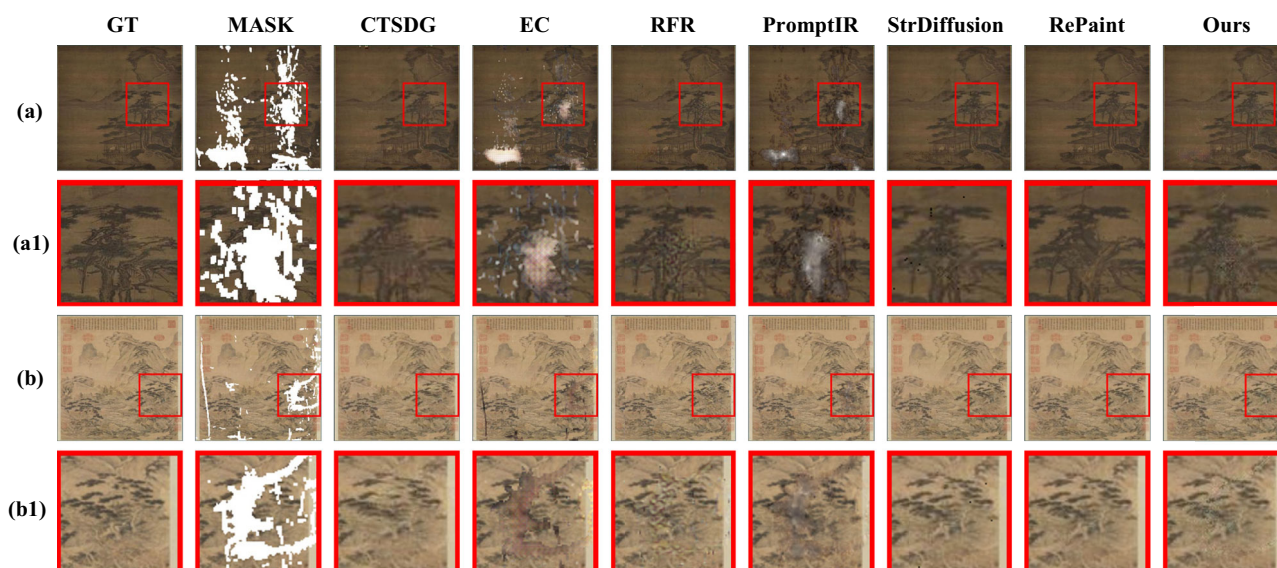 GT MASK CTSDG EC RFR PromptIR StrDiffusion RePaint Ours
(a)
(a1)
(b)
(b1)